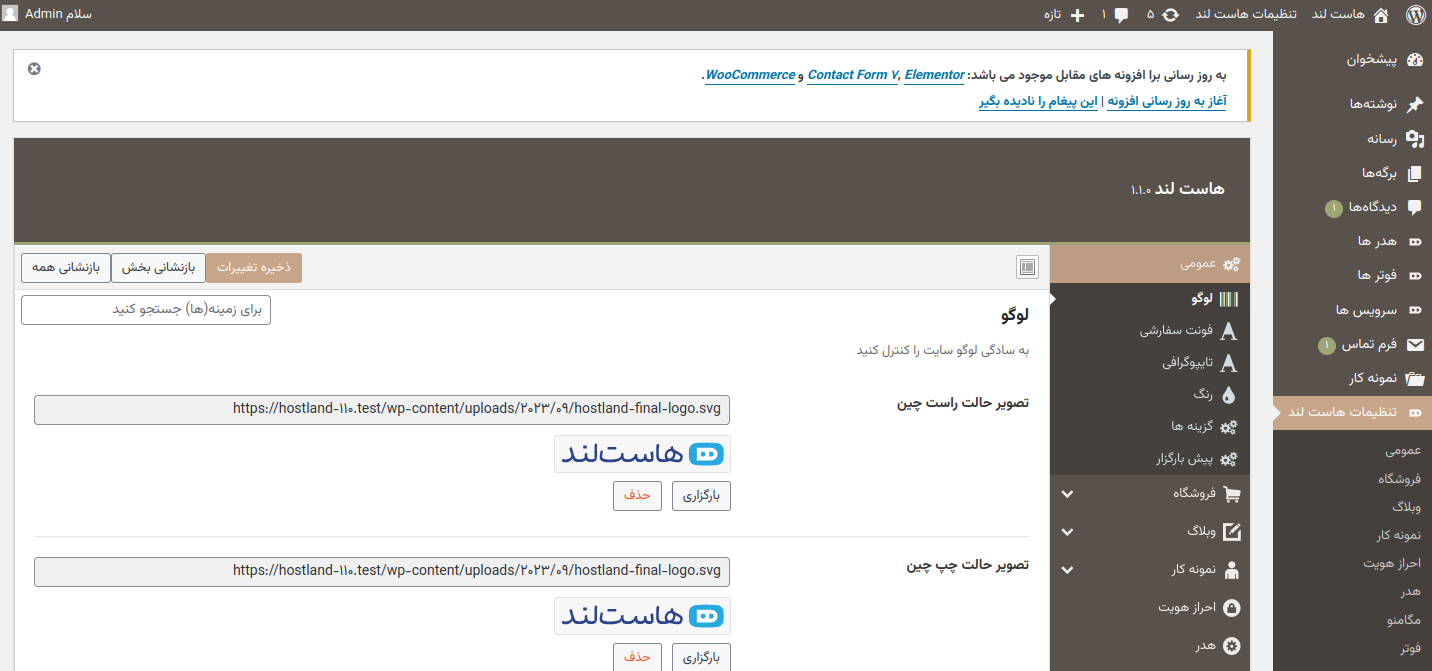 هاست لند
تنظیمات هاست لند
۵
۱
تازه
سلام Admin
پیشخوان
نوشته‌ها
رسانه
برگه‌ها
دیدگاه‌ها ۱
هدر ها
فوتر ها
سرویس ها
فرم تماس ۱
نمونه کار
تنظیمات هاست لند
عمومی
فروشگاه
وبلاگ
نمونه کار
احراز هویت
هدر
مگامنو
فوتر
به روز رسانی برا افزونه های مقابل موجود می باشد: Contact Form ۷, Elementor و WooCommerce.
آغاز به روز رسانی افزونه | این پیغام را نادیده بگیر
هاست لند ۱.۱.۰
عمومی
لوگو
فونت سفارشی
تایپوگرافی
رنگ
گزینه ها
پیش بارگزار
فروشگاه
وبلاگ
نمونه کار
احراز هویت
هدر
ذخیره تغییرات
بازنشانی بخش
بازنشانی همه
برای زمینه(ها) جستجو کنید
لوگو
به سادگی لوگو سایت را کنترل کنید
تصویر حالت راست چین
https://hostland-۱۱۰.test/wp-content/uploads/۲۰۲۳/۰۹/hostland-final-logo.svg
هاست‌لند
بارگزاری
حذف
تصویر حالت چپ چین
https://hostland-۱۱۰.test/wp-content/uploads/۲۰۲۳/۰۹/hostland-final-logo.svg
هاست‌لند
بارگزاری
حذف